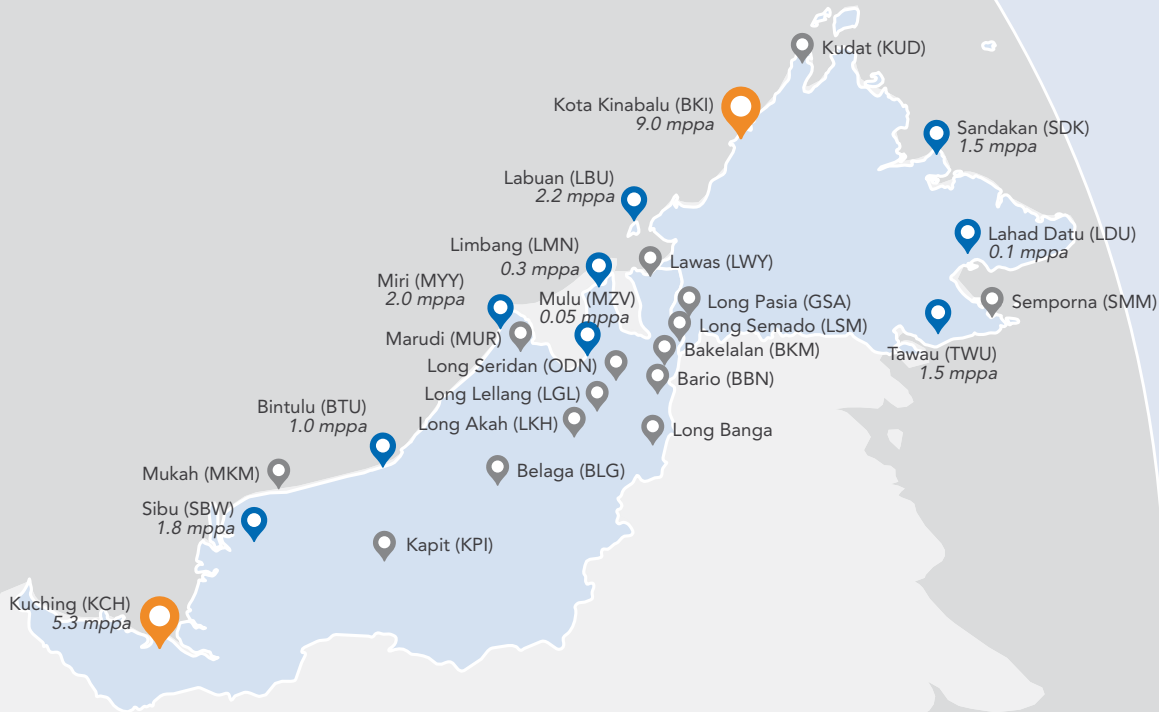 Kudat (KUD)
Kota Kinabalu (BKI)
9.0 mppa
Sandakan (SDK)
1.5 mppa
Labuan (LBU)
2.2 mppa
Lahad Datu (LDU)
0.1 mppa
Limbang (LMN)
0.3 mppa
Lawas (LWY)
Miri (MYY)
2.0 mppa
Mulu (MZV)
0.05 mppa
Long Pasia (GSA)
Semporna (SMM)
Long Semado (LSM)
Marudi (MUR)
Bakelalan (BKM)
Tawau (TWU)
1.5 mppa
Long Seridan (ODN)
Bario (BBN)
Long Lellang (LGL)
Bintulu (BTU)
1.0 mppa
Long Akah (LKH)
Long Banga
Mukah (MKM)
Belaga (BLG)
Sibu (SBW)
1.8 mppa
Kapit (KPI)
Kuching (KCH)
5.3 mppa